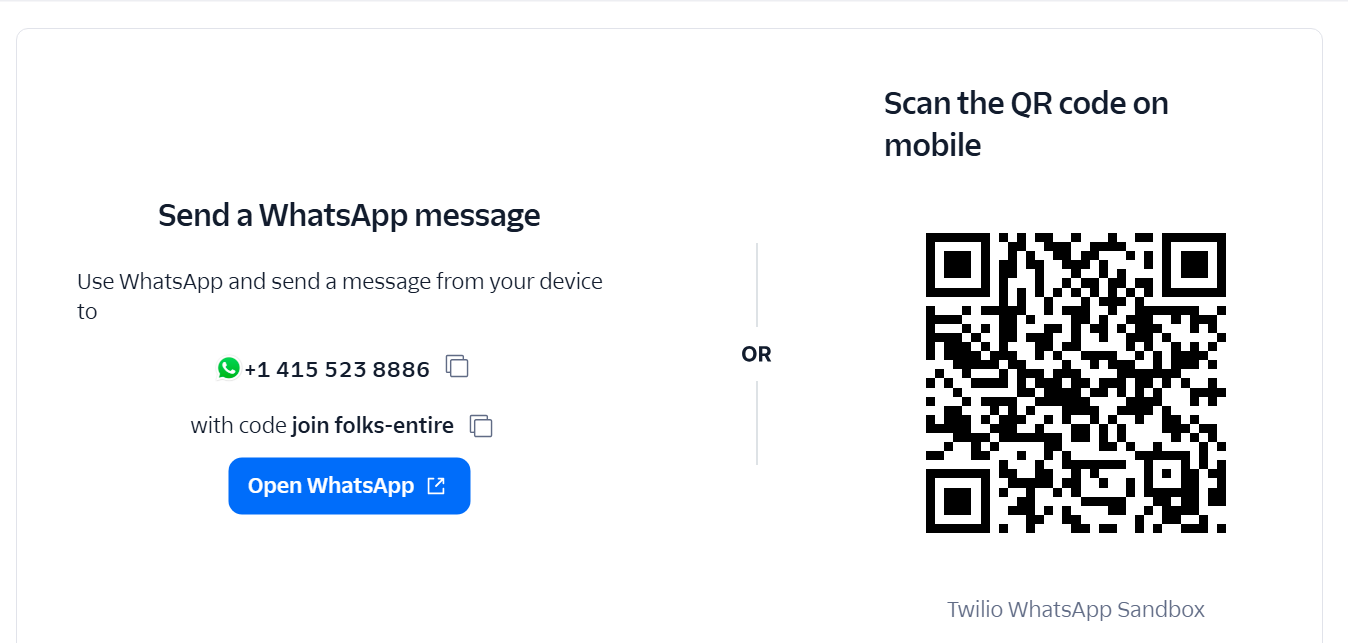 Send a WhatsApp message
Use WhatsApp and send a message from your device
to
+1 415 523 8886
with code join folks-entire
Open WhatsApp
OR
Scan the QR code on
mobile
Twilio WhatsApp Sandbox